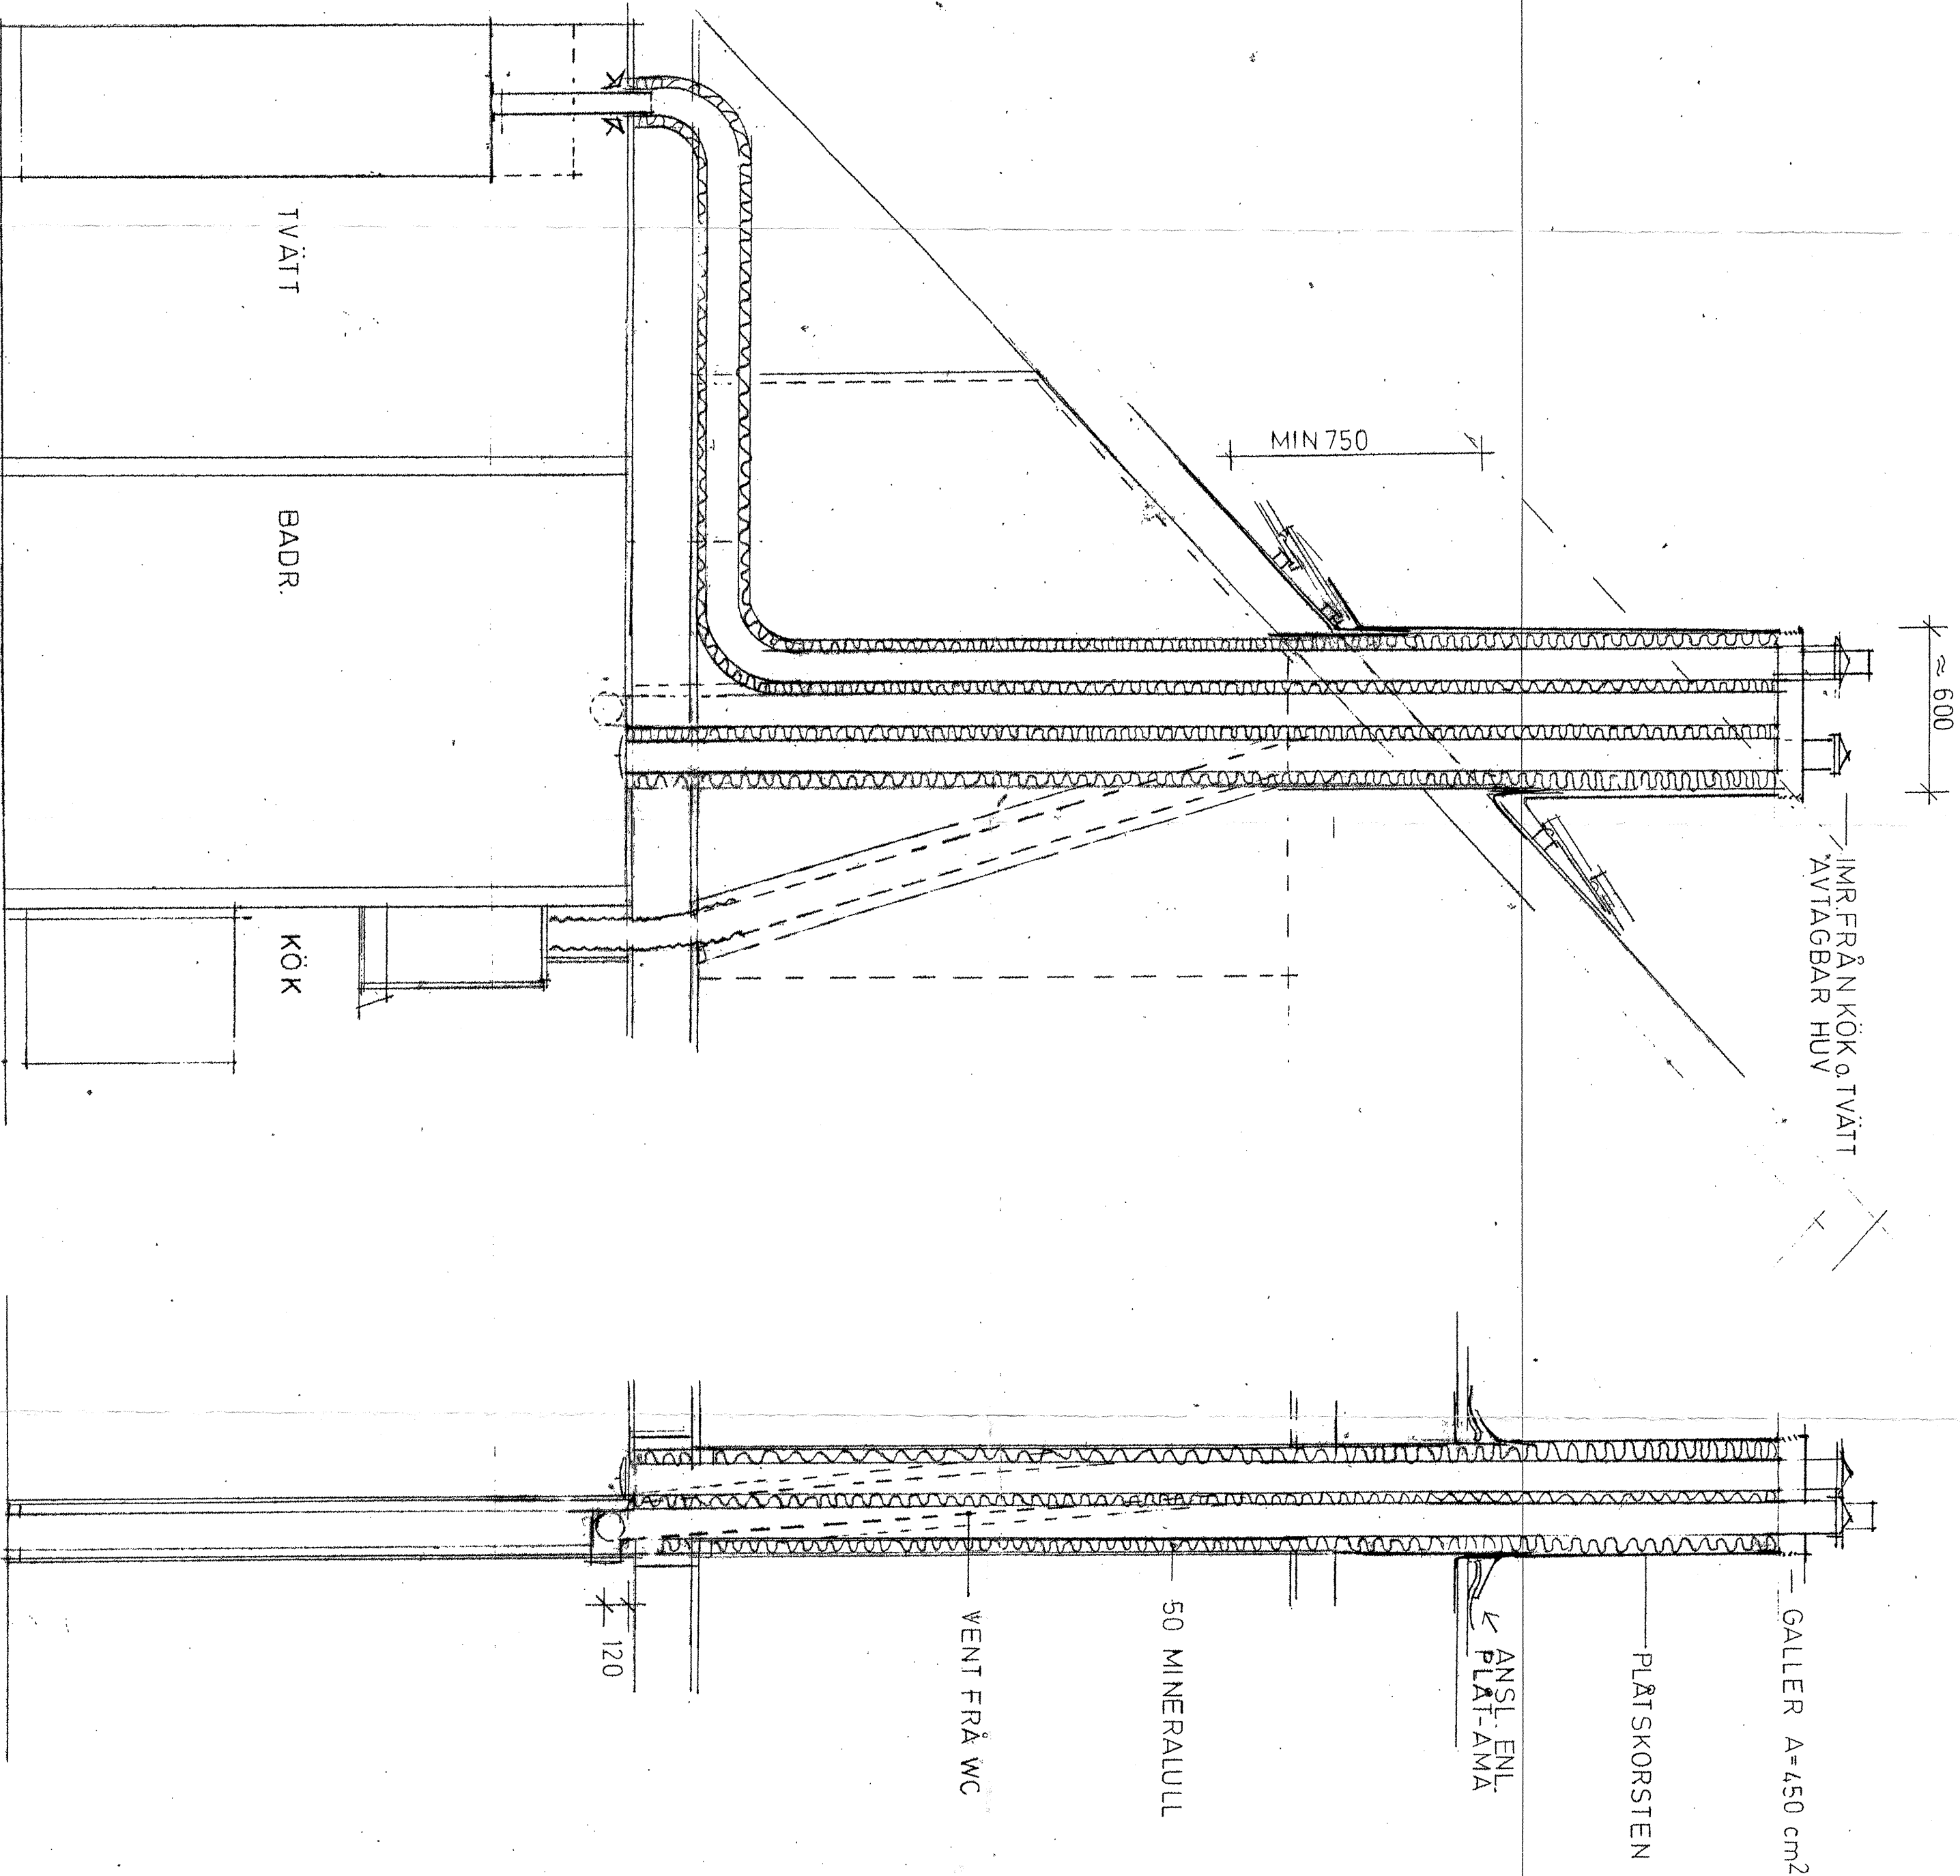 ≈ 600
IMR. FRÅN KÖK o. TVÄTT
AVTAGBAR HUV
MIN 750
TVÄTT
BADR.
KÖK
GALLER A=450 cm²
PLÅTSKORSTEN
ANSL. ENL.
PLÅT-AMA
50 MINERALULL
VENT FRÅ WC
120